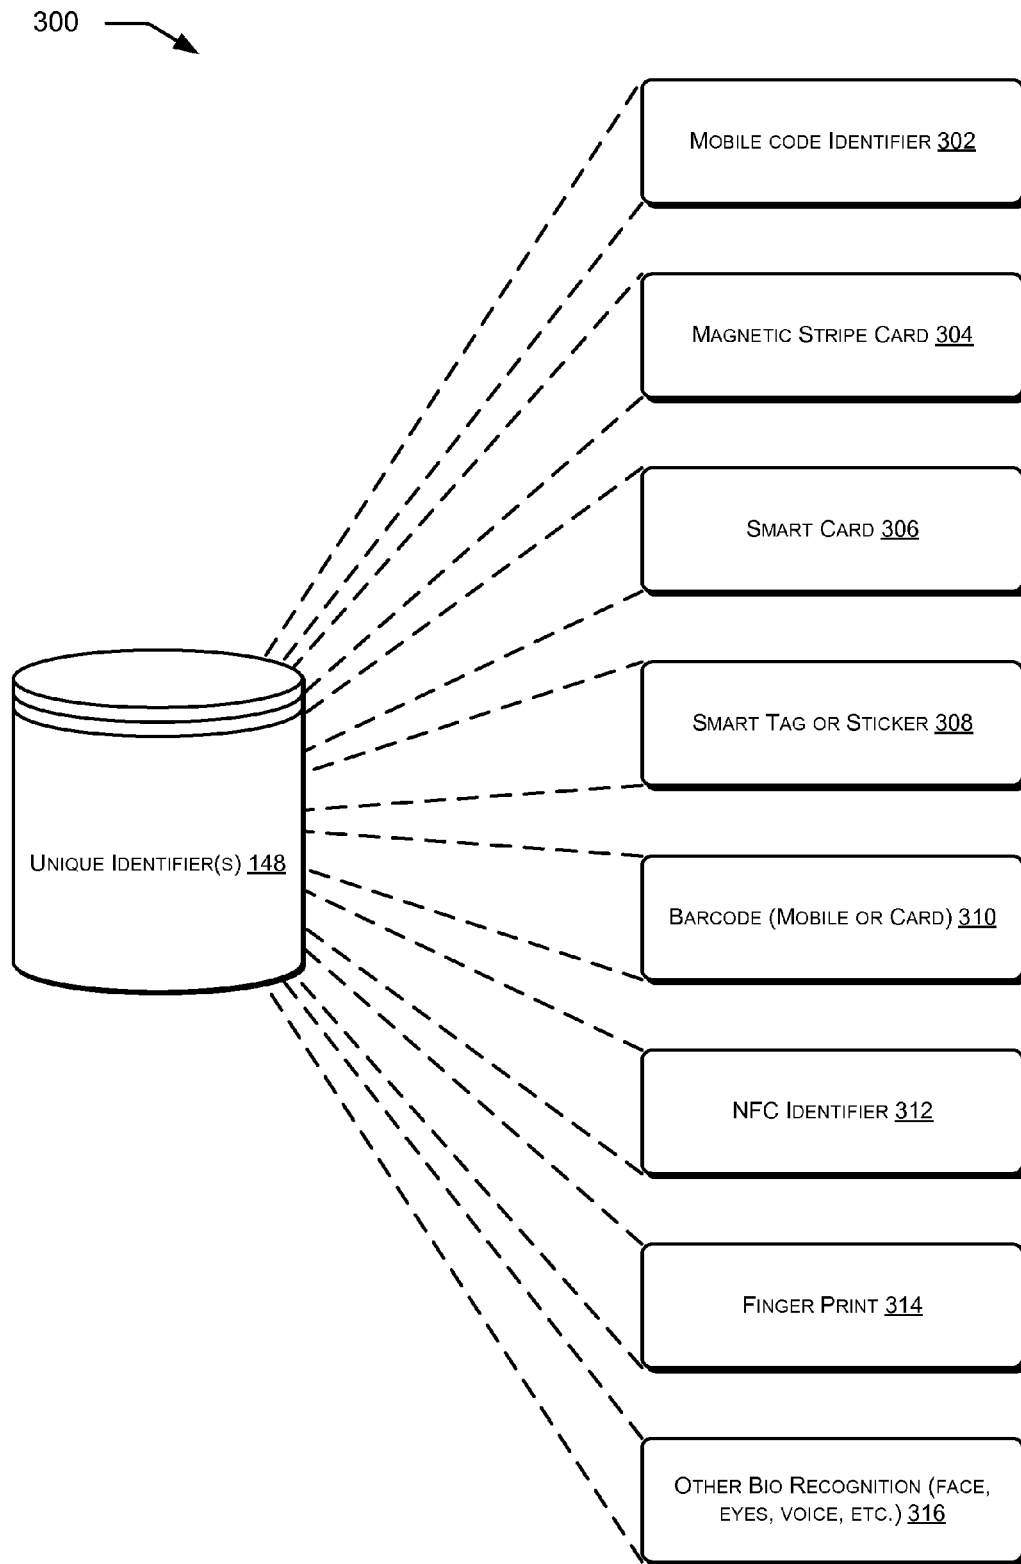 300
Mobile code Identifier 302
Magnetic Stripe Card 304
Smart Card 306
Smart Tag or Sticker 308
Unique Identifier(s) 148
Barcode (Mobile or Card) 310
NFC Identifier 312
Finger Print 314
Other Bio Recognition (face,
eyes, voice, etc.) 316